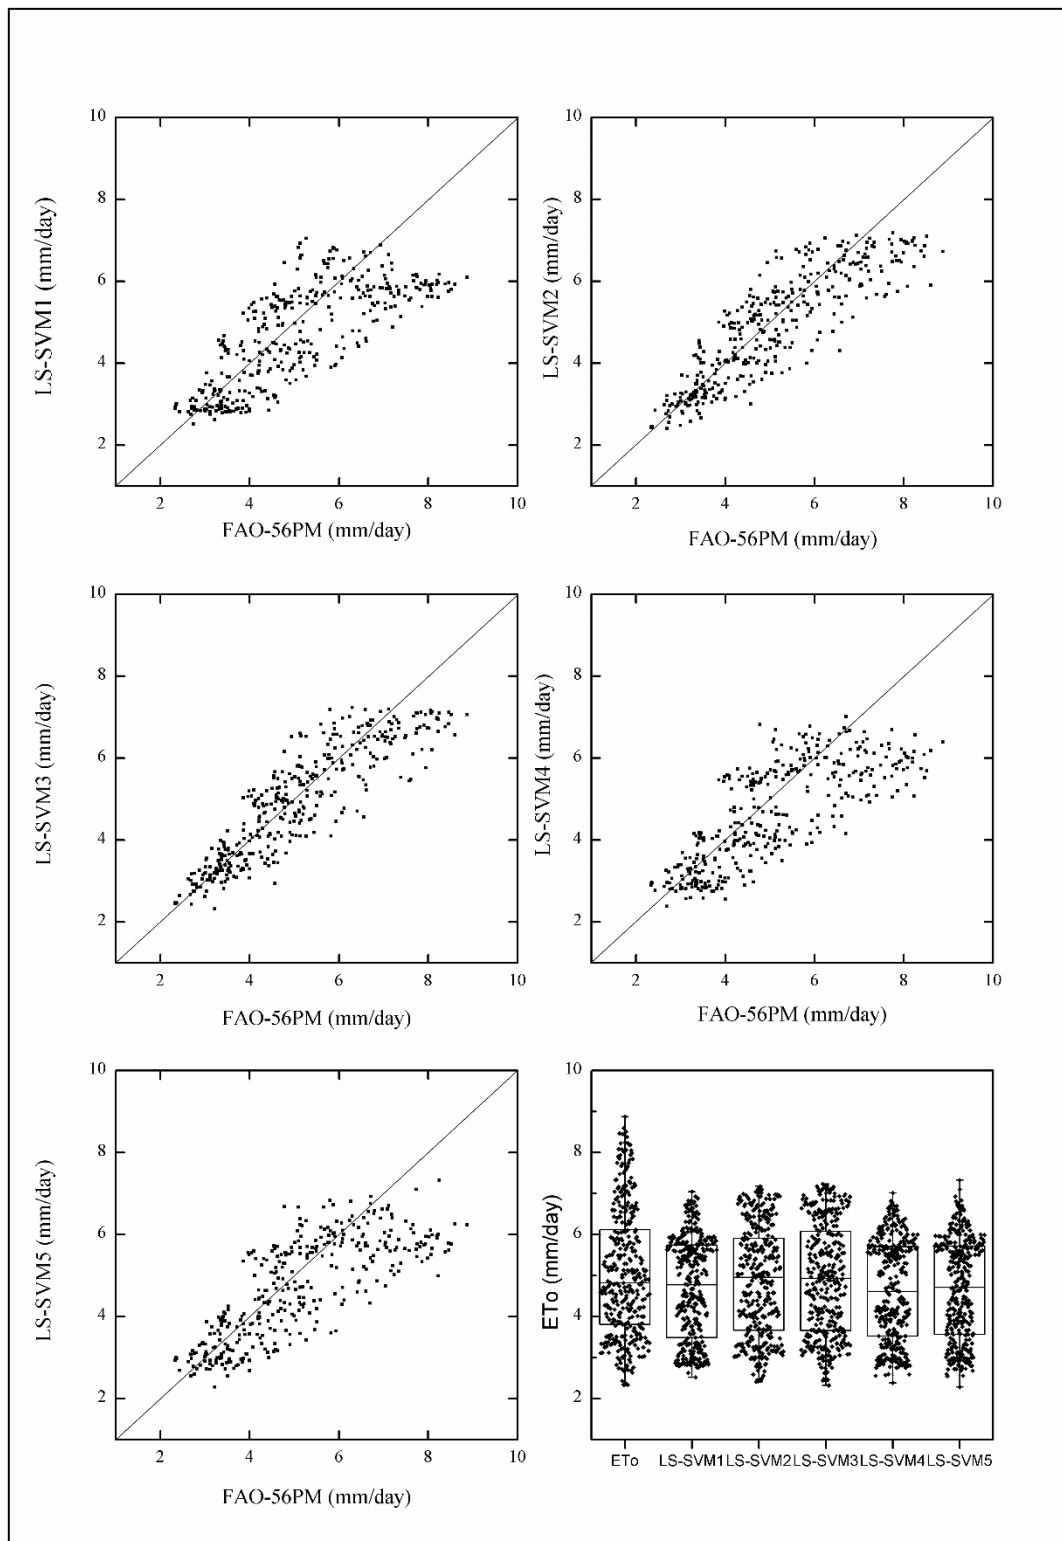 10
8
6
4
2
LS-SVM1 (mm/day)
2 4 6 8 10
FAO-56PM (mm/day)
10
8
6
4
2
LS-SVM2 (mm/day)
2 4 6 8 10
FAO-56PM (mm/day)
10
8
6
4
2
LS-SVM3 (mm/day)
2 4 6 8 10
FAO-56PM (mm/day)
10
8
6
4
2
LS-SVM4 (mm/day)
2 4 6 8 10
FAO-56PM (mm/day)
10
8
6
4
2
LS-SVM5 (mm/day)
2 4 6 8 10
FAO-56PM (mm/day)
10
8
6
4
2
ETo (mm/day)
ETo LS-SVM1 LS-SVM2 LS-SVM3 LS-SVM4 LS-SVM5